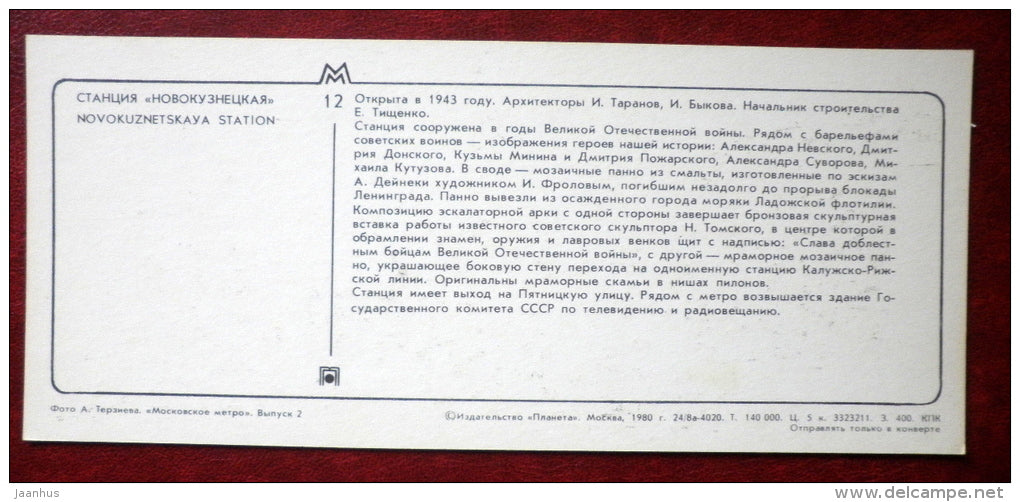 СТАНЦИЯ «НОВОКУЗНЕЦКАЯ»
NOVOKUZNETSKAYA STATION
М
12
Открыта в 1943 году. Архитекторы И. Таранов, И. Быкова. Начальник строительства
Е. Тищенко.
Станция сооружена в годы Великой Отечественной войны. Рядом с барельефами
советских воинов — изображения героев нашей истории: Александра Невского, Дмит-
рия Донского, Кузьмы Минина и Дмитрия Пожарского, Александра Суворова, Ми-
хаила Кутузова. В своде — мозаичные панно из смальты, изготовленные по эскизам
А. Дейнеки художником И. Фроловым, погибшим незадолго до прорыва блокады
Ленинграда. Панно вывезли из осажденного города моряки Ладожской флотилии.
Композицию эскалаторной арки с одной стороны завершает бронзовая скульптурная
вставка работы известного советского скульптора Н. Томского, в центре которой в
обрамлении знамен, оружия и лавровых венков щит с надписью: «Слава доблест-
ным бойцам Великой Отечественной войны», с другой — мраморное мозаичное пан-
но, украшающее боковую стену перехода на одноименную станцию Калужско-Риж-
ской линии. Оригинальны мраморные скамьи в нишах пилонов.
Станция имеет выход на Пятницкую улицу. Рядом с метро возвышается здание Го-
сударственного комитета СССР по телевидению и радиовещанию.
Фото А. Терзиева. «Московское метро». Выпуск 2
©Издательство «Планета». Москва, 1980 г. 24/8а-4020. Т. 140 000. Ц. 5 к. 3323211. З. 400. КПК
Отправлять только в конверте
jaanhus
www.delcampe.net